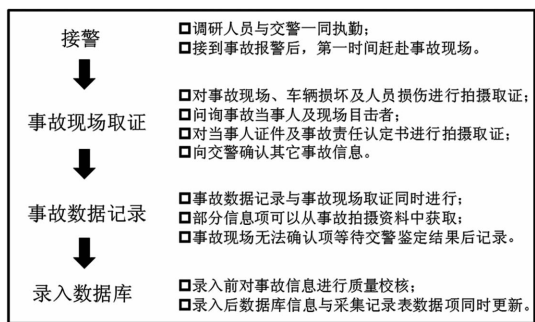 接警
□调研人员与交警一同执勤；
□接到事故报警后，第一时间赶赴事故现场。
事故现场取证
□对事故现场、车辆损坏及人员损伤进行拍摄取证；
□问询事故当事人及现场目击者；
□对当事人证件及事故责任认定书进行拍摄取证；
□向交警确认其它事故信息。
事故数据记录
□事故数据记录与事故现场取证同时进行；
□部分信息项可以从事故拍摄资料中获取；
□事故现场无法确认项等待交警鉴定结果后记录。
录入数据库
□录入前对事故信息进行质量校核；
□录入后数据库信息与采集记录表数据项同时更新。